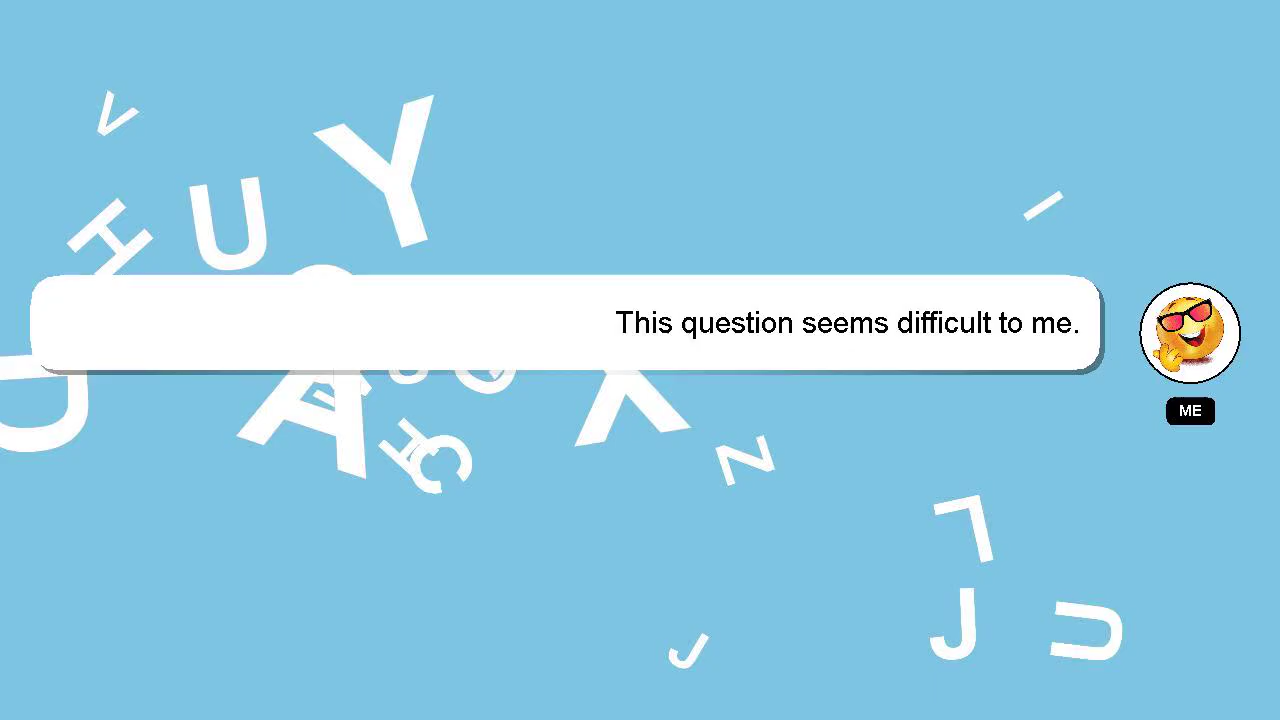 V
Y
U
H
I
This question seems difficult to me.
ME
U
A
H
C
X
N
L
J
U
J